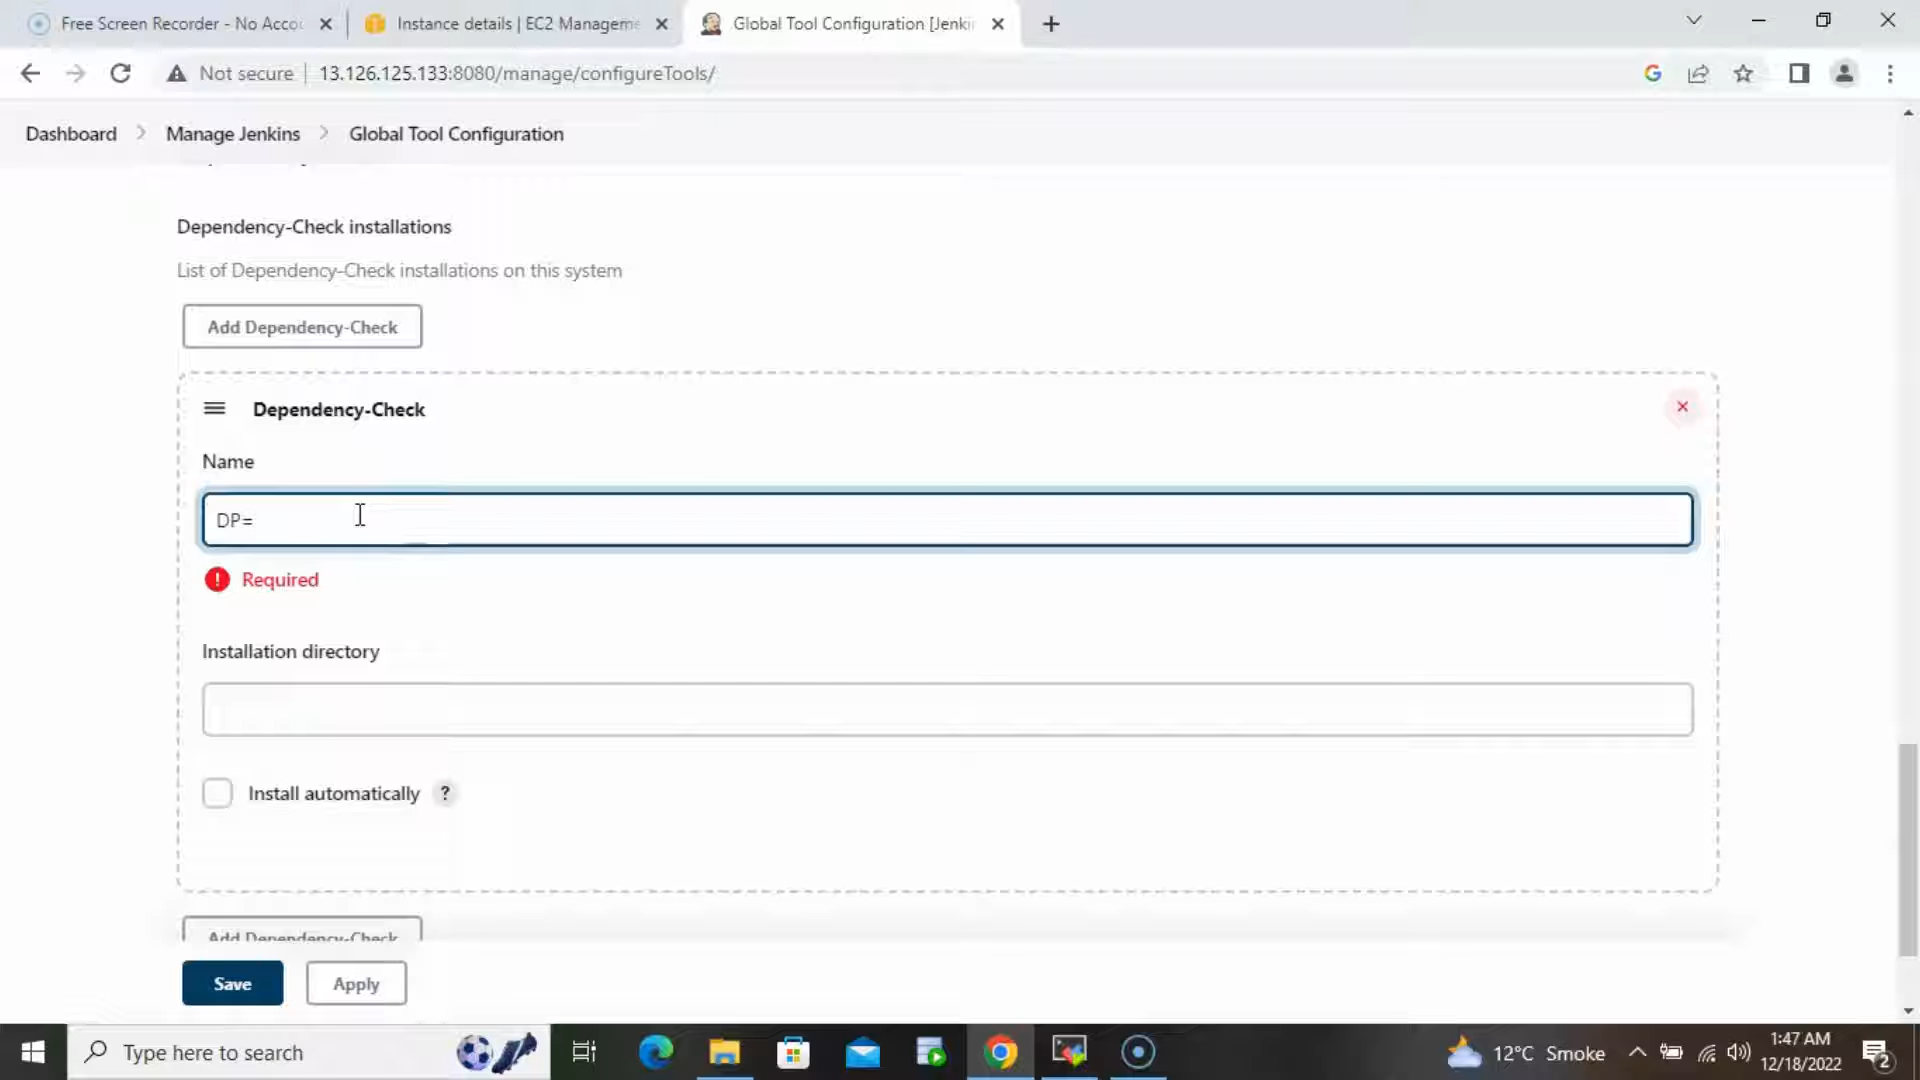 Free Screen Recorder - No Accou
Instance details | EC2 Manageme
Global Tool Configuration [Jenki
Not secure
13.126.125.133:8080/manage/configureTools/
Dashboard
Manage Jenkins
Global Tool Configuration
Dependency-Check installations
List of Dependency-Check installations on this system
Add Dependency-Check
Dependency-Check
Name
DP=
Required
Installation directory
Install automatically ?
Add Dependency-Check
Save
Apply
Type here to search
12°C Smoke
1:47 AM
12/18/2022
2